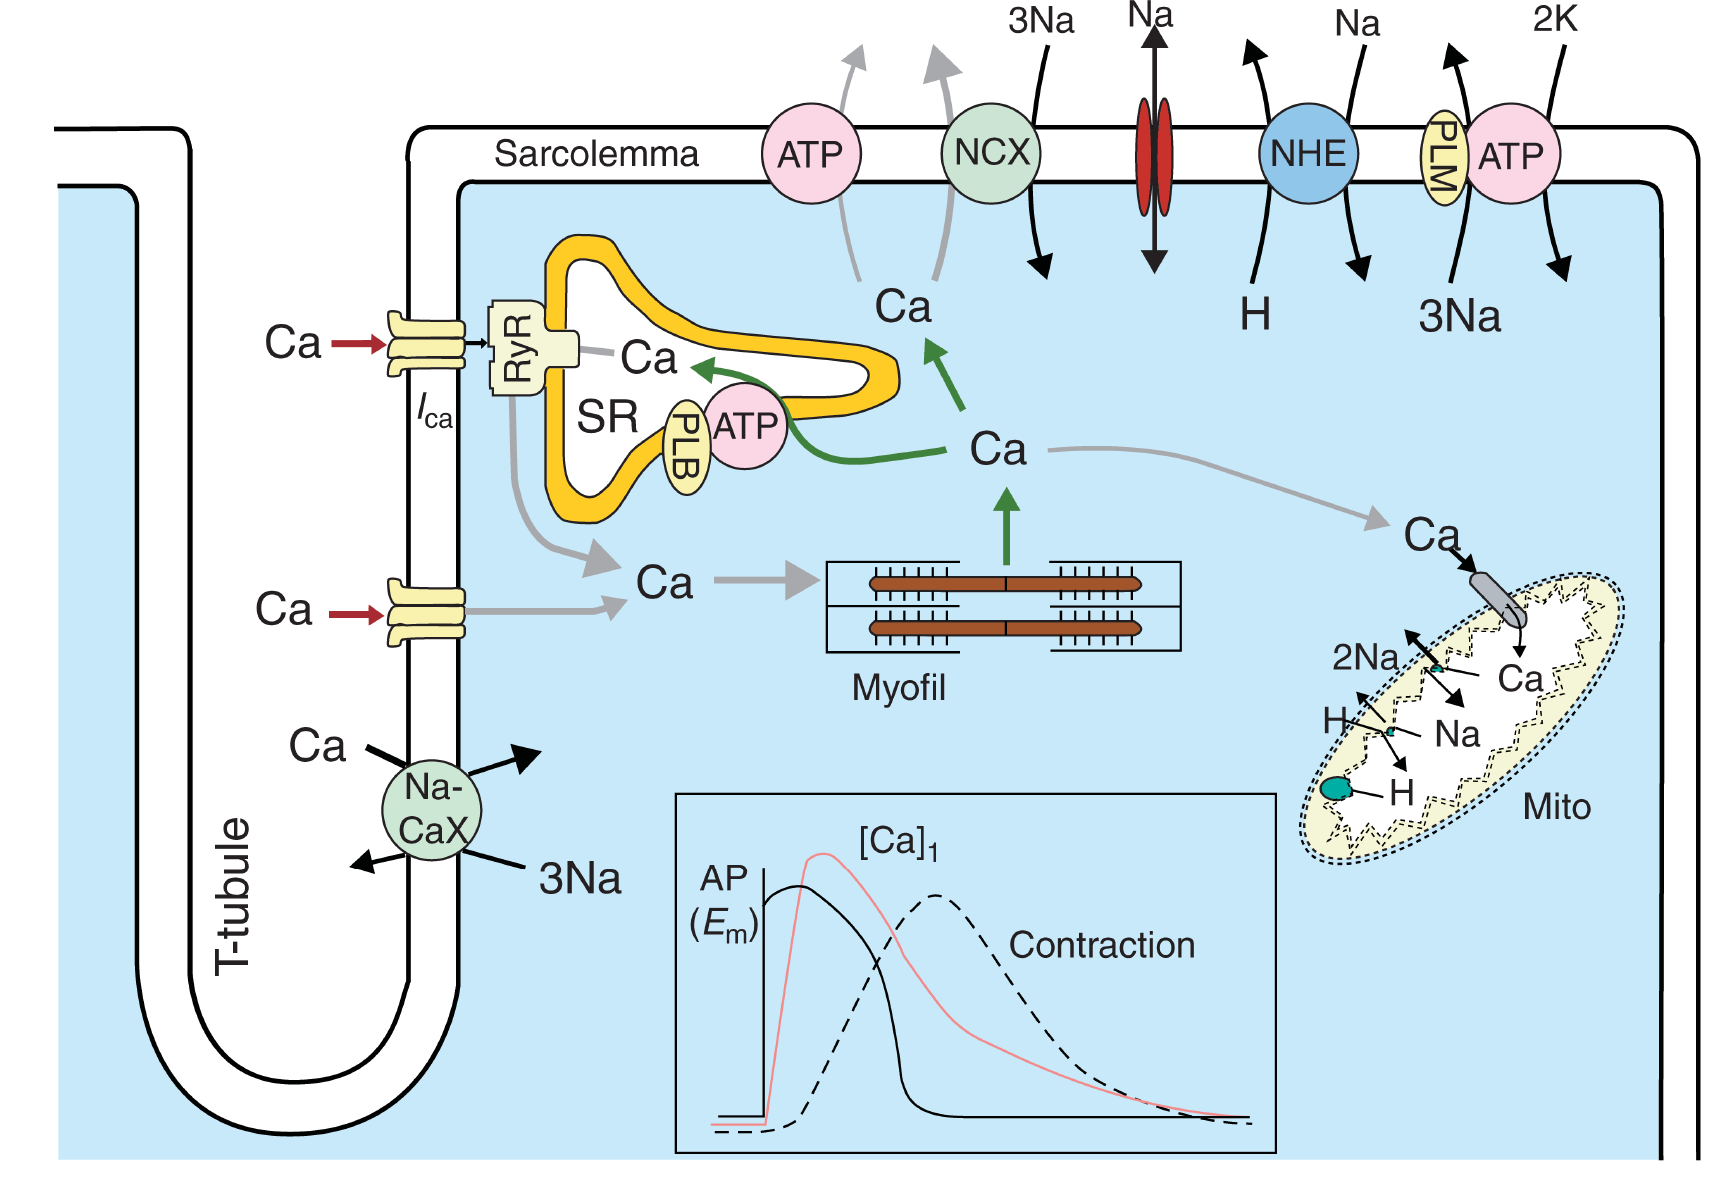 3Na
Na
Na
2K
Sarcolemma
ATP
NCX
NHE
PLM
ATP
Ca
H
3Na
Ca
RyR
Ca
I
ca
SR
PLB
ATP
Ca
Ca
Ca
Ca
Myofil
2Na
Ca
H
Na
H
Mito
Ca
Na-
CaX
3Na
T-tubule
[Ca]1
AP
(Em)
Contraction